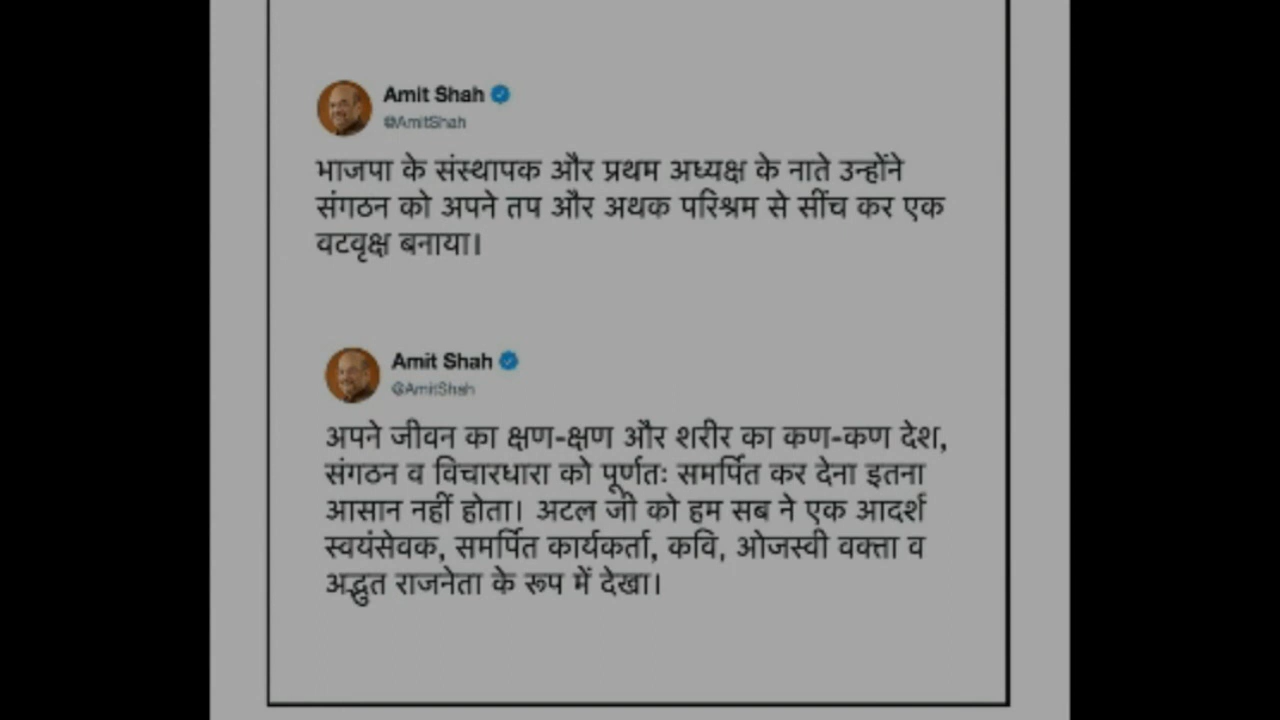 Amit Shah
@AmitShah
भाजपा के संस्थापक और प्रथम अध्यक्ष के नाते उन्होंने
संगठन को अपने तप और अथक परिश्रम से सींच कर एक
वटवृक्ष बनाया।
Amit Shah
@AmitShah
अपने जीवन का क्षण-क्षण और शरीर का कण-कण देश,
संगठन व विचारधारा को पूर्णतः समर्पित कर देना इतना
आसान नहीं होता। अटल जी को हम सब ने एक आदर्श
स्वयंसेवक, समर्पित कार्यकर्ता, कवि, ओजस्वी वक्ता व
अद्भुत राजनेता के रूप में देखा।